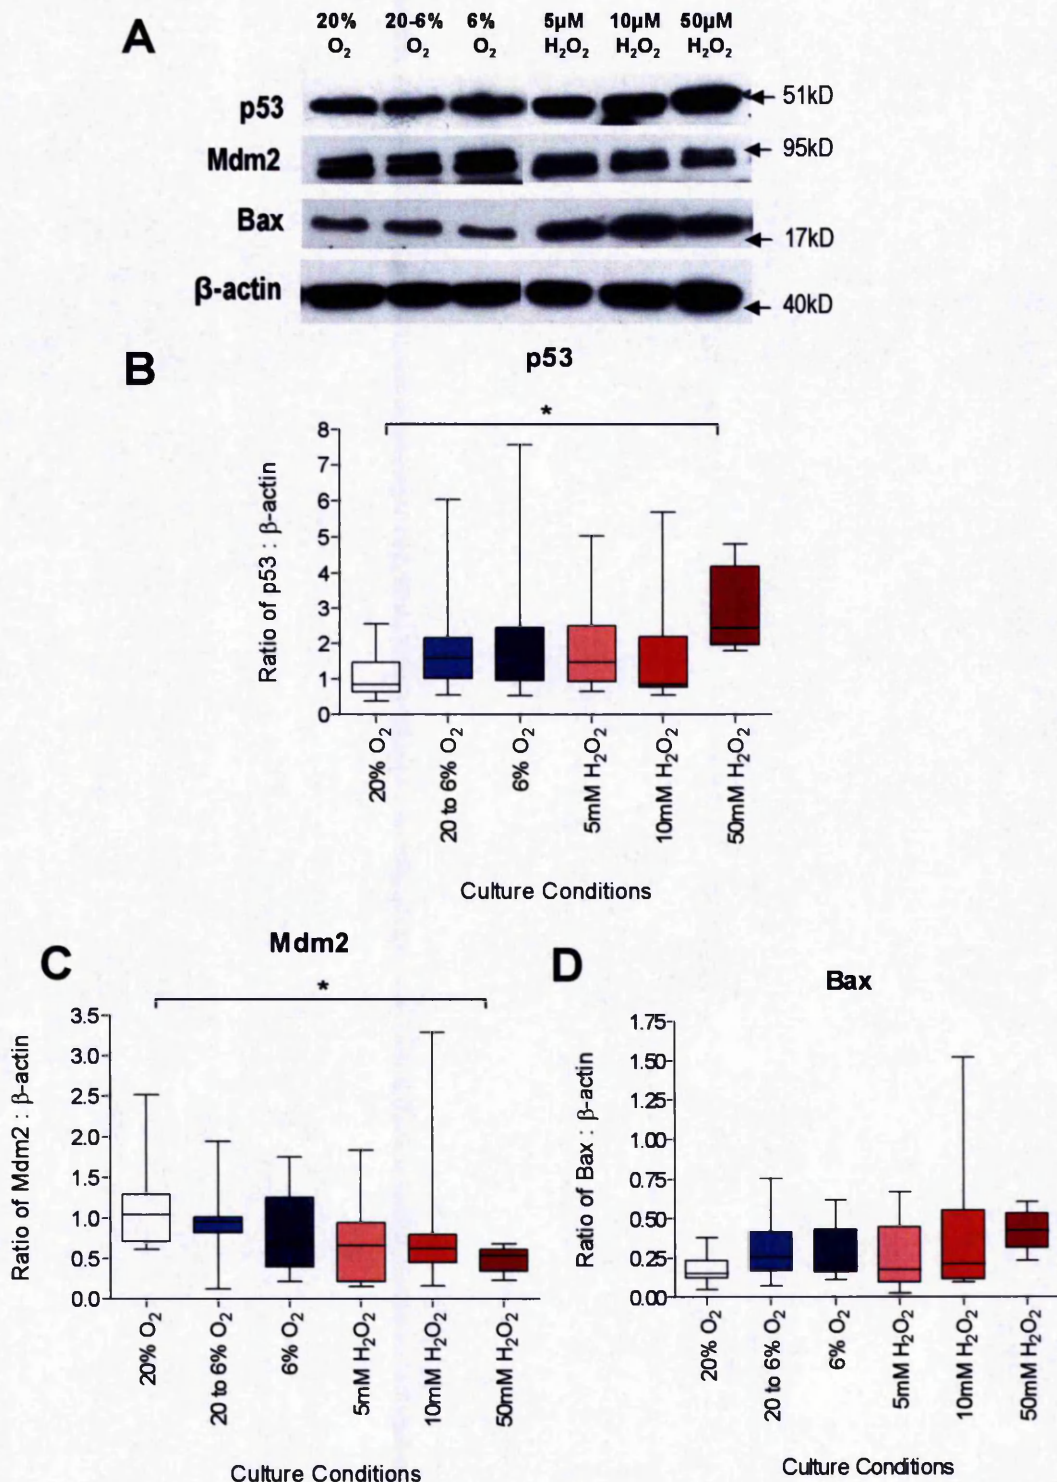 A
20% 20-6% 6% 5µM 10µM 50µM
O₂ O₂ O₂ H₂O₂ H₂O₂ H₂O₂
p53 51kD
Mdm2 95kD
Bax 17kD
β-actin 40kD
B
p53
*
Ratio of p53 : β-actin
8
7
6
5
4
3
2
1
0
20% O₂
20 to 6% O₂
6% O₂
5mM H₂O₂
10mM H₂O₂
50mM H₂O₂
Culture Conditions
C
Mdm2
*
Ratio of Mdm2 : β-actin
3.5
3.0
2.5
2.0
1.5
1.0
0.5
0.0
20% O₂
20 to 6% O₂
6% O₂
5mM H₂O₂
10mM H₂O₂
50mM H₂O₂
Culture Conditions
D
Bax
Ratio of Bax : β-actin
1.75
1.50
1.25
1.00
0.75
0.50
0.25
0.00
20% O₂
20 to 6% O₂
6% O₂
5mM H₂O₂
10mM H₂O₂
50mM H₂O₂
Culture Conditions